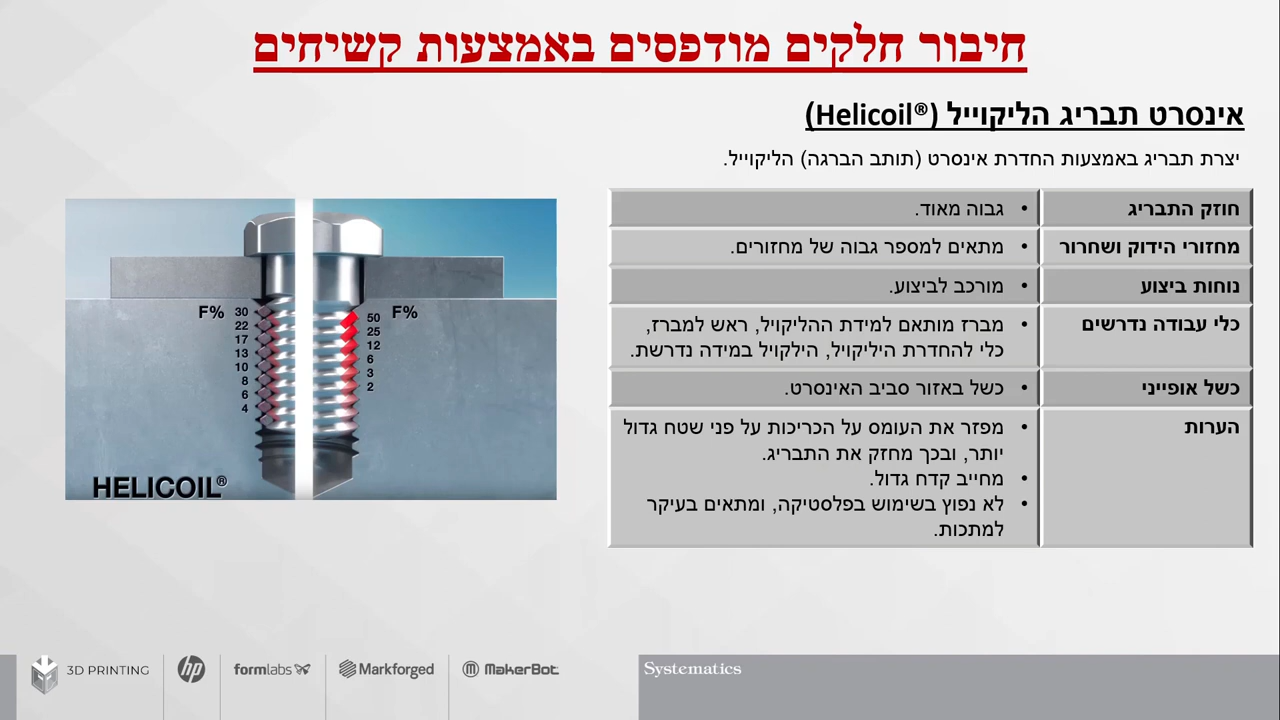 חיבור חלקים מודפסים באמצעות קשיחים
אינסרט תבריג הליקוייל (Helicoil®)
יצרת תבריג באמצעות החדרת אינסרט (תותב הברגה) הליקוייל.
חוזק התבריג
• גבוה מאוד.
מחזורי הידוק ושחרור
• מתאים למספר גבוה של מחזורים.
נוחות ביצוע
• מורכב לביצוע.
כלי עבודה נדרשים
• מברז מותאם למידת ההליקויל, ראש למברז,
כלי להחדרת היליקויל, הילקויל במידה נדרשת.
כשל אופייני
• כשל באזור סביב האינסרט.
הערות
• מפזר את העומס על הכריכות על פני שטח גדול
יותר, ובכך מחזק את התבריג.
• מחייב קדח גדול.
• לא נפוץ בשימוש בפלסטיקה, ומתאים בעיקר
למתכות.
F%
30
22
17
13
10
8
6
4
F%
50
25
12
6
3
2
HELICOIL®
3D PRINTING
hp
formlabs
Markforged
MakerBot
Systematics